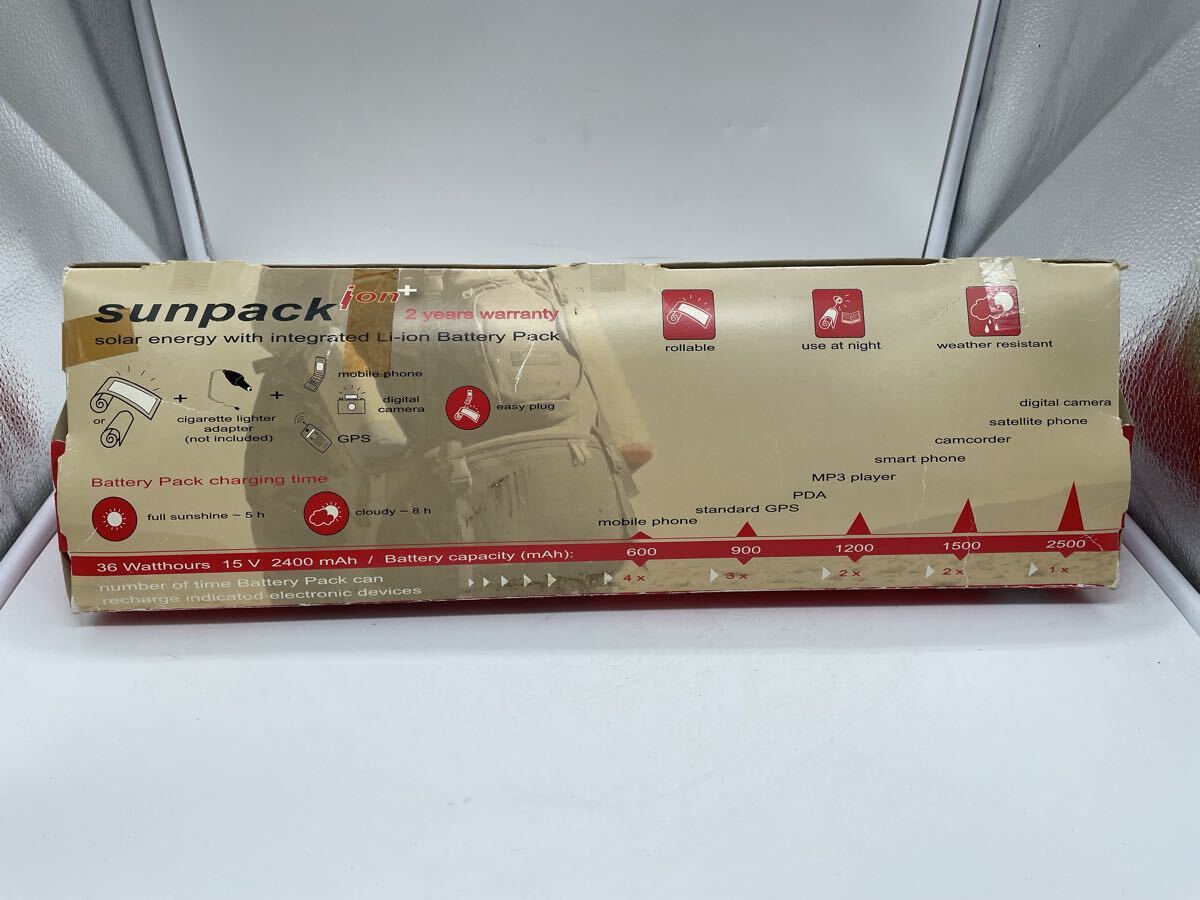 sunpack ion+
2 years warranty
solar energy with integrated Li-ion Battery Pack
or
+
cigarette lighter
adapter
(not included)
+
mobile phone
digital
camera
GPS
easy plug
Battery Pack charging time
full sunshine ~ 5 h
cloudy ~ 8 h
rollable
use at night
weather resistant
digital camera
satellite phone
camcorder
smart phone
MP3 player
PDA
standard GPS
mobile phone
36 Watthours 15 V 2400 mAh / Battery capacity (mAh): 600 900 1200 1500 2500
number of time Battery Pack can
recharge indicated electronic devices
4 x 3 x 2 x 2 x 1 x